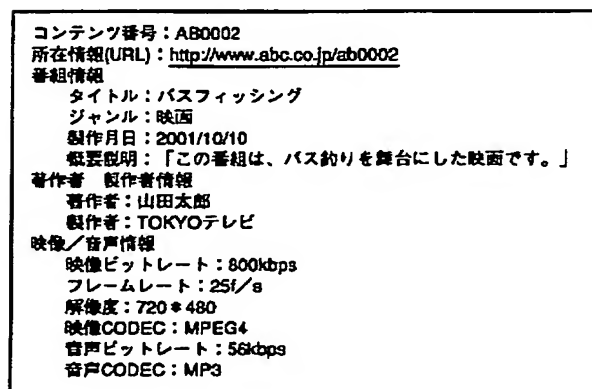 コンテンツ番号：AB0002
所在情報(URL)：http://www.abc.co.jp/ab0002
番組情報
タイトル：バスフィッシング
ジャンル：映画
製作月日：2001/10/10
概要説明：「この番組は、バス釣りを舞台にした映画です。」
著作者 製作者情報
著作者：山田太郎
製作者：TOKYOテレビ
映像／音声情報
映像ビットレート：800kbps
フレームレート：25f／s
解像度：720＊480
映像CODEC：MPEG4
音声ビットレート：56kbps
音声CODEC：MP3